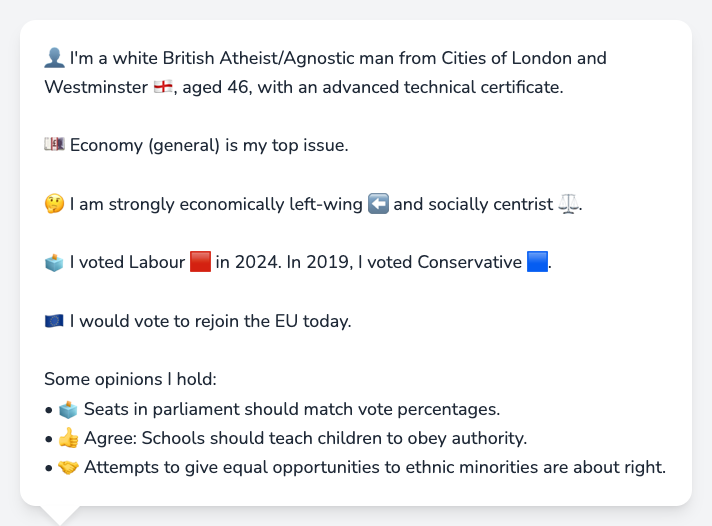 👤 I'm a white British Atheist/Agnostic man from Cities of London and
Westminster 🏴󠁧󠁢󠁥󠁮󠁧󠁿, aged 46, with an advanced technical certificate.
💷 Economy (general) is my top issue.
🤔 I am strongly economically left-wing ⬅️ and socially centrist ⚖️.
🗳️ I voted Labour 🟥 in 2024. In 2019, I voted Conservative 🟦.
🇪🇺 I would vote to rejoin the EU today.
Some opinions I hold:
• 🗳️ Seats in parliament should match vote percentages.
• 👍 Agree: Schools should teach children to obey authority.
• 🤝 Attempts to give equal opportunities to ethnic minorities are about right.